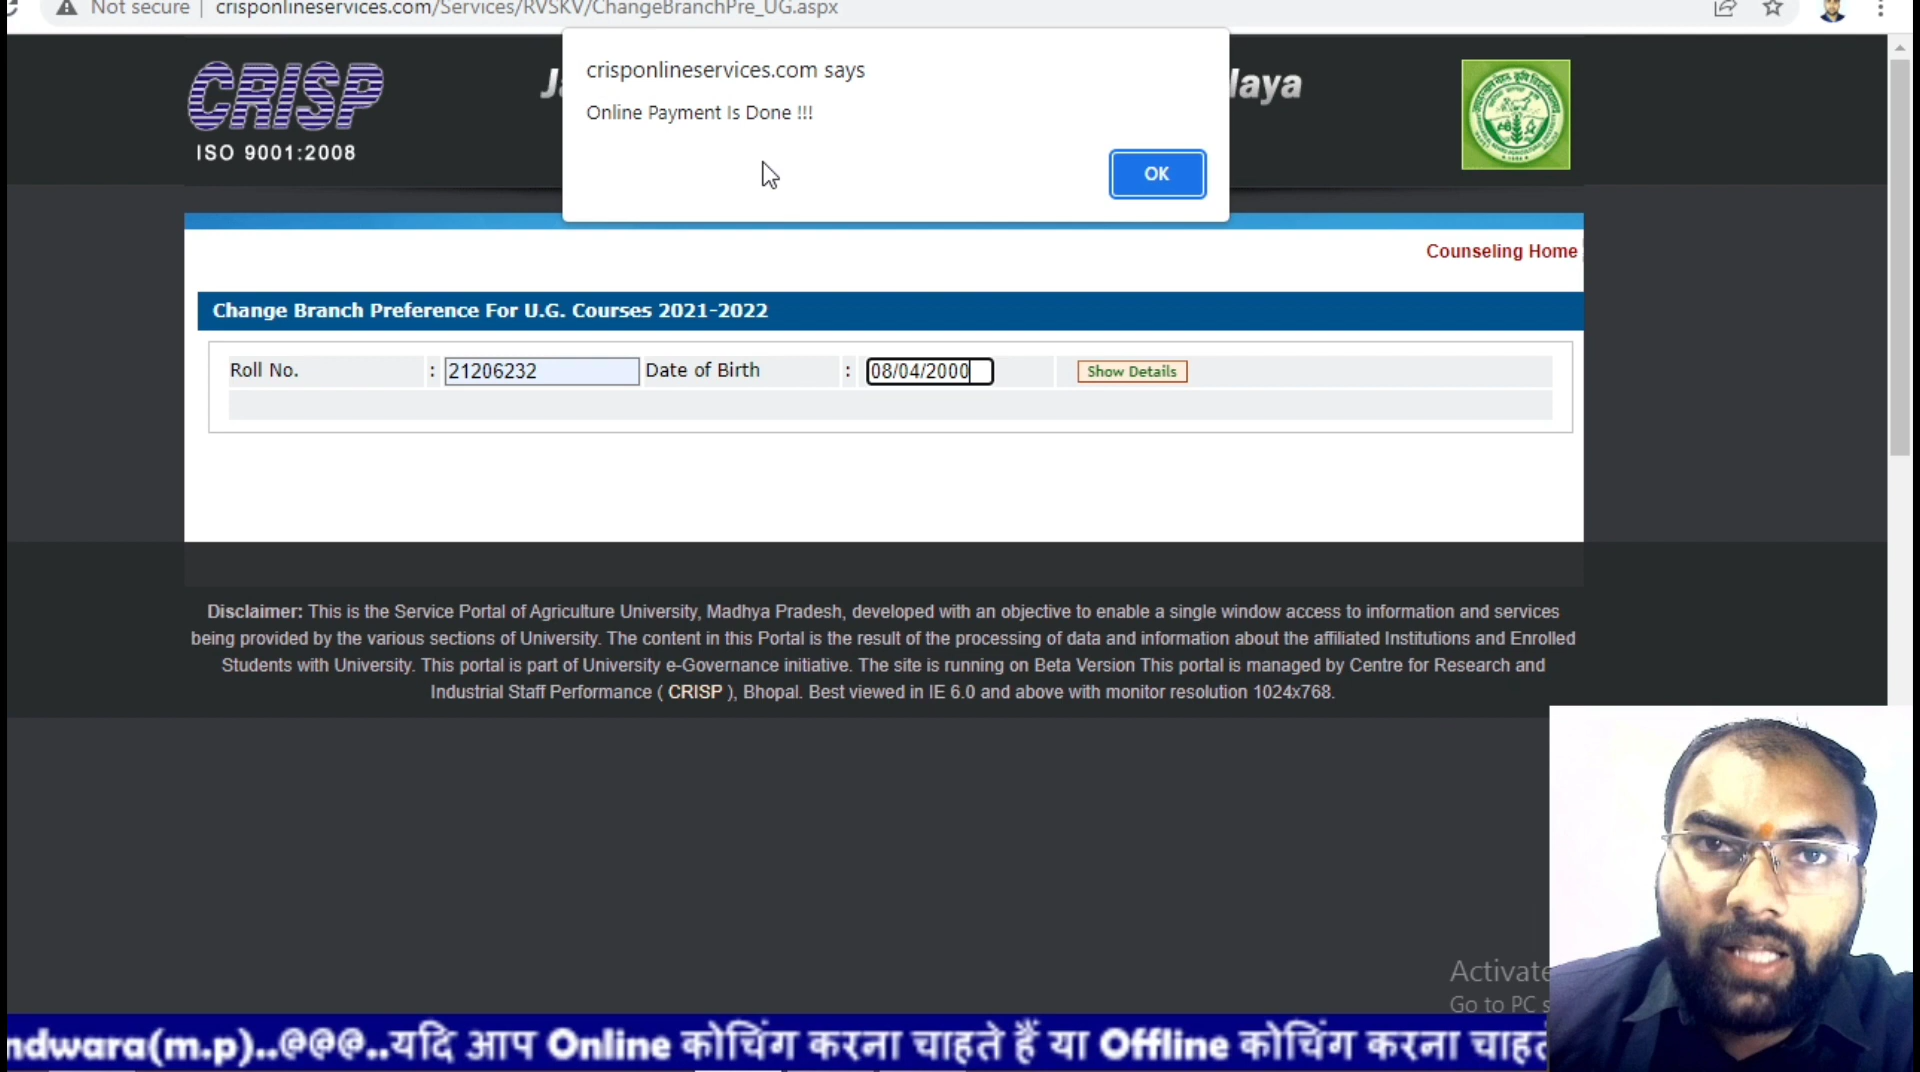 Not secure | crisponlineservices.com/Services/RVSKV/ChangeBranchPre_UG.aspx
crisponlineservices.com says
Online Payment Is Done !!!
OK
CRISP
ISO 9001:2008
Counseling Home
Change Branch Preference For U.G. Courses 2021-2022
Roll No. : 21206232 Date of Birth : 08/04/2000 Show Details
Disclaimer: This is the Service Portal of Agriculture University, Madhya Pradesh, developed with an objective to enable a single window access to information and services
being provided by the various sections of University. The content in this Portal is the result of the processing of data and information about the affiliated Institutions and Enrolled
Students with University. This portal is part of University e-Governance initiative. The site is running on Beta Version This portal is managed by Centre for Research and
Industrial Staff Performance ( CRISP ), Bhopal. Best viewed in IE 6.0 and above with monitor resolution 1024x768.
Activate
Go to PC s
ndwara(m.p)..@@@..यदि आप Online कोचिंग करना चाहते हैं या Offline कोचिंग करना चाहते